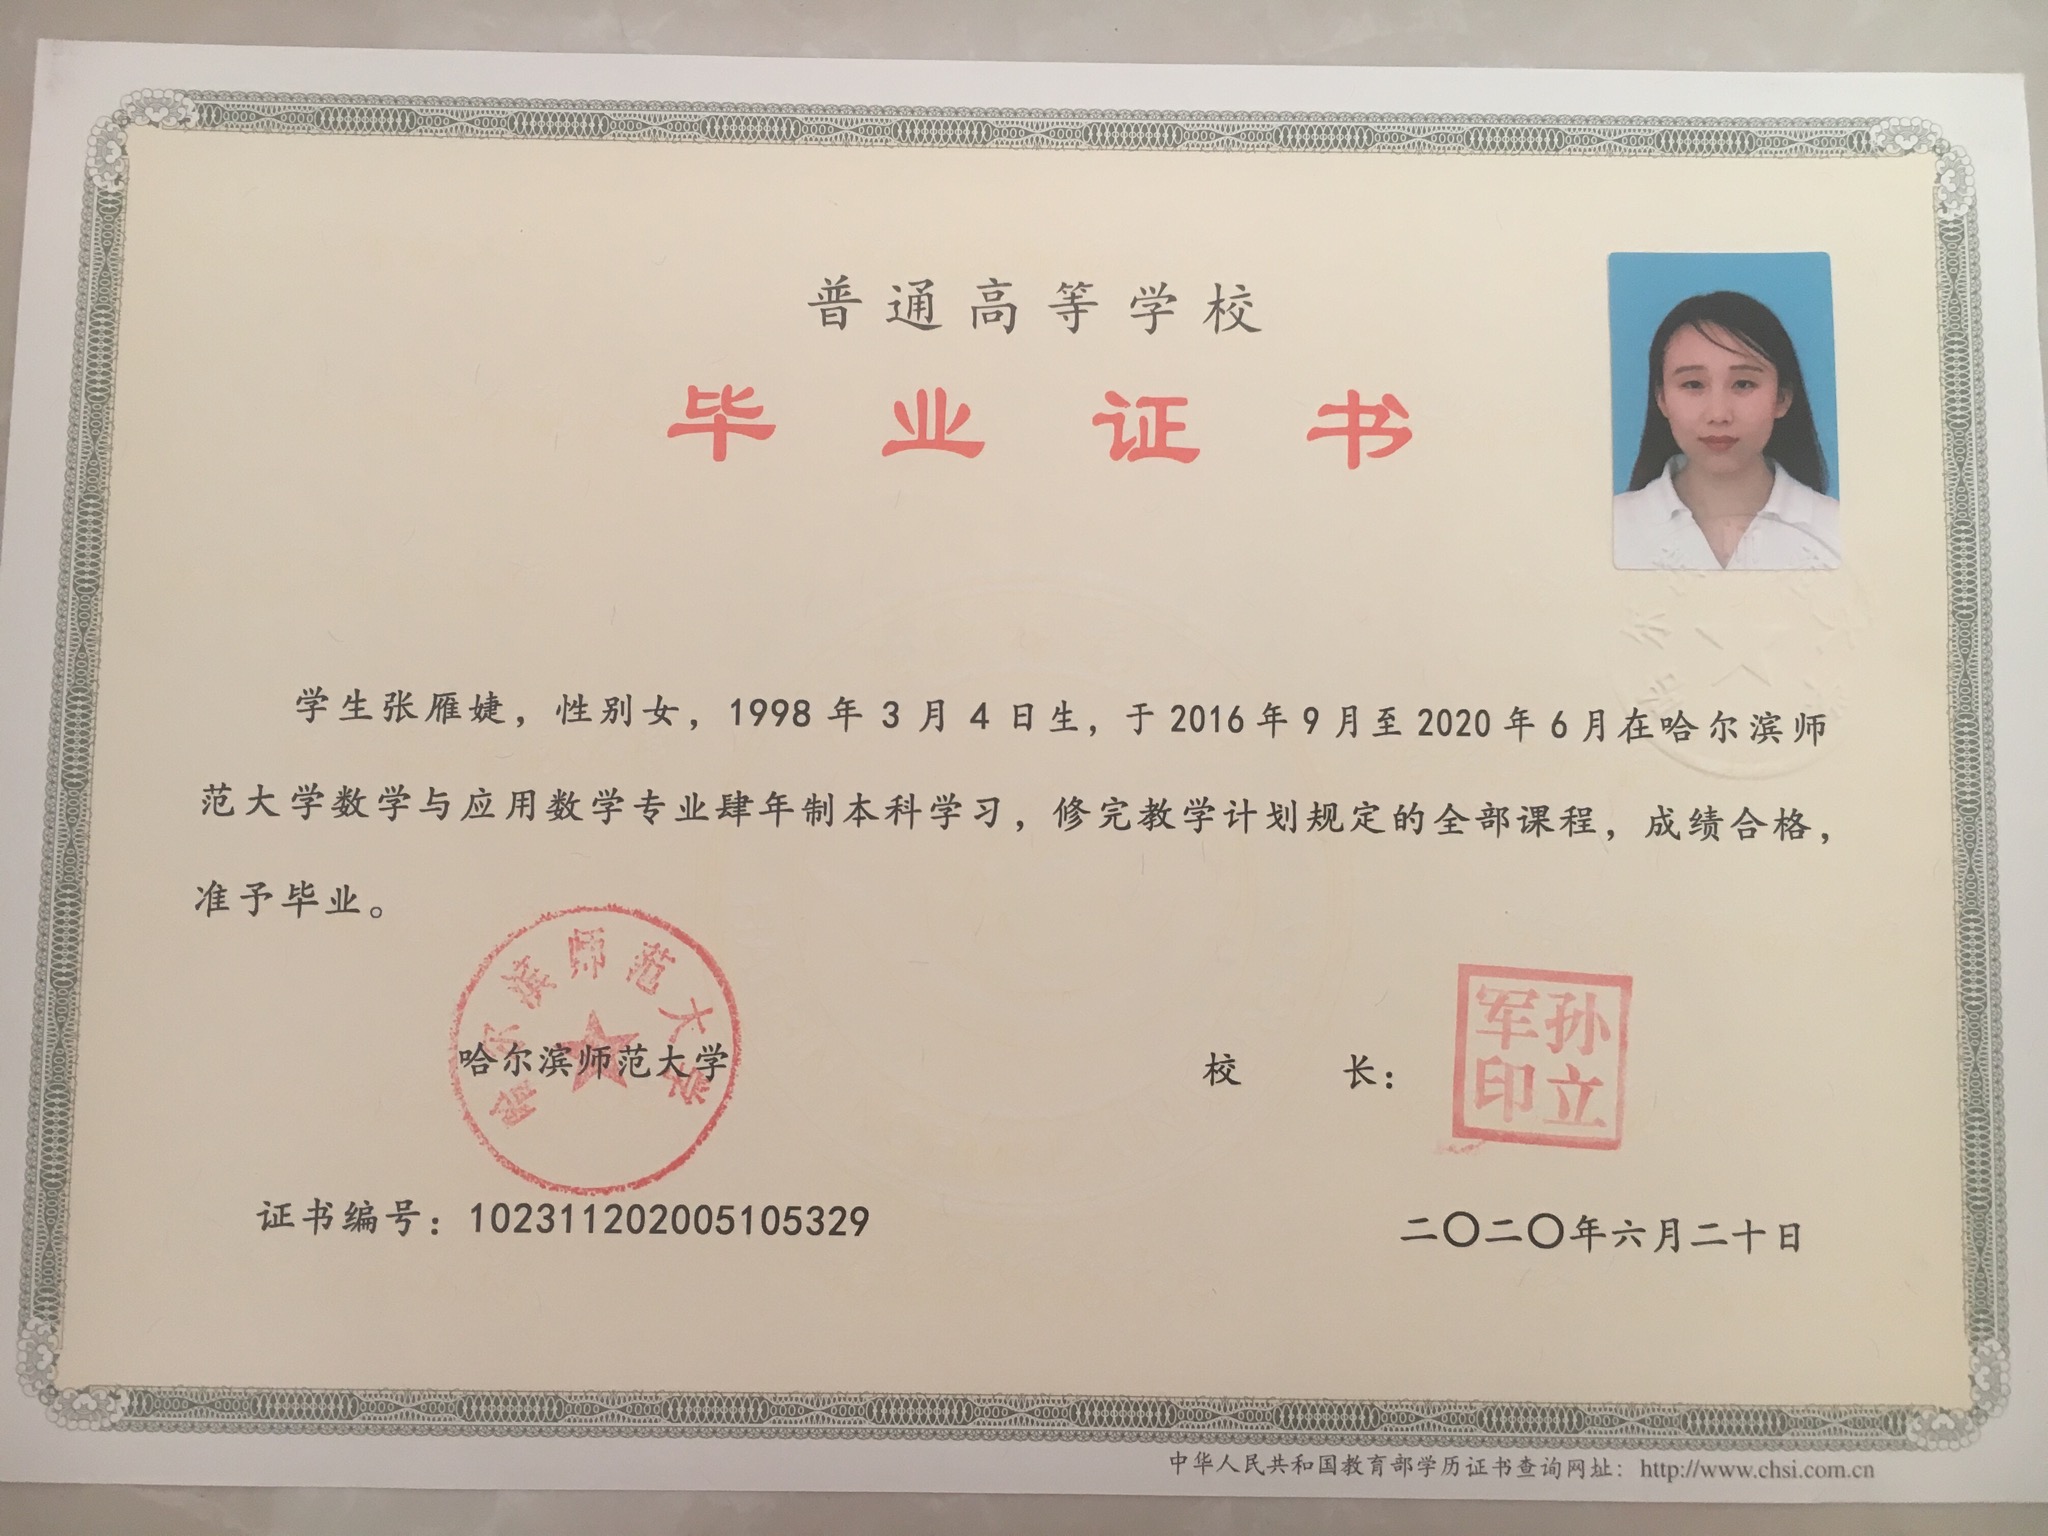 普通高等学校
毕业证书
学生张雁婕，性别女，1998年3月4日生，于2016年9月至2020年6月在哈尔滨师
范大学数学与应用数学专业肆年制本科学习，修完教学计划规定的全部课程，成绩合格，
准予毕业。
哈尔滨师范大学
哈尔滨师范大学
校 长：
孙立军印
证书编号：102311202005105329
二〇二〇年六月二十日
中华人民共和国教育部学历证书查询网址：http://www.chsi.com.cn